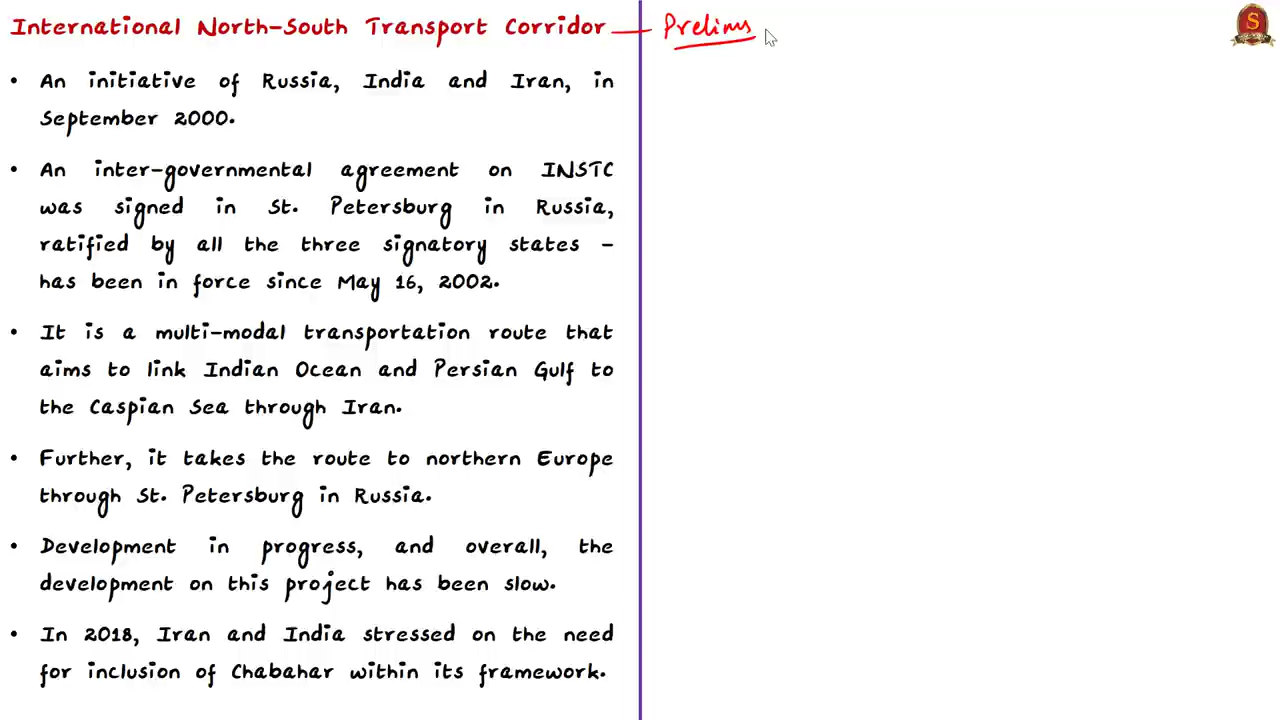 International North-South Transport Corridor — Prelims
• An initiative of Russia, India and Iran, in
September 2000.
• An inter-governmental agreement on INSTC
was signed in St. Petersburg in Russia,
ratified by all the three signatory states -
has been in force since May 16, 2002.
• It is a multi-modal transportation route that
aims to link Indian Ocean and Persian Gulf to
the Caspian Sea through Iran.
• Further, it takes the route to northern Europe
through St. Petersburg in Russia.
• Development in progress, and overall, the
development on this project has been slow.
• In 2018, Iran and India stressed on the need
for inclusion of Chabahar within its framework.
S